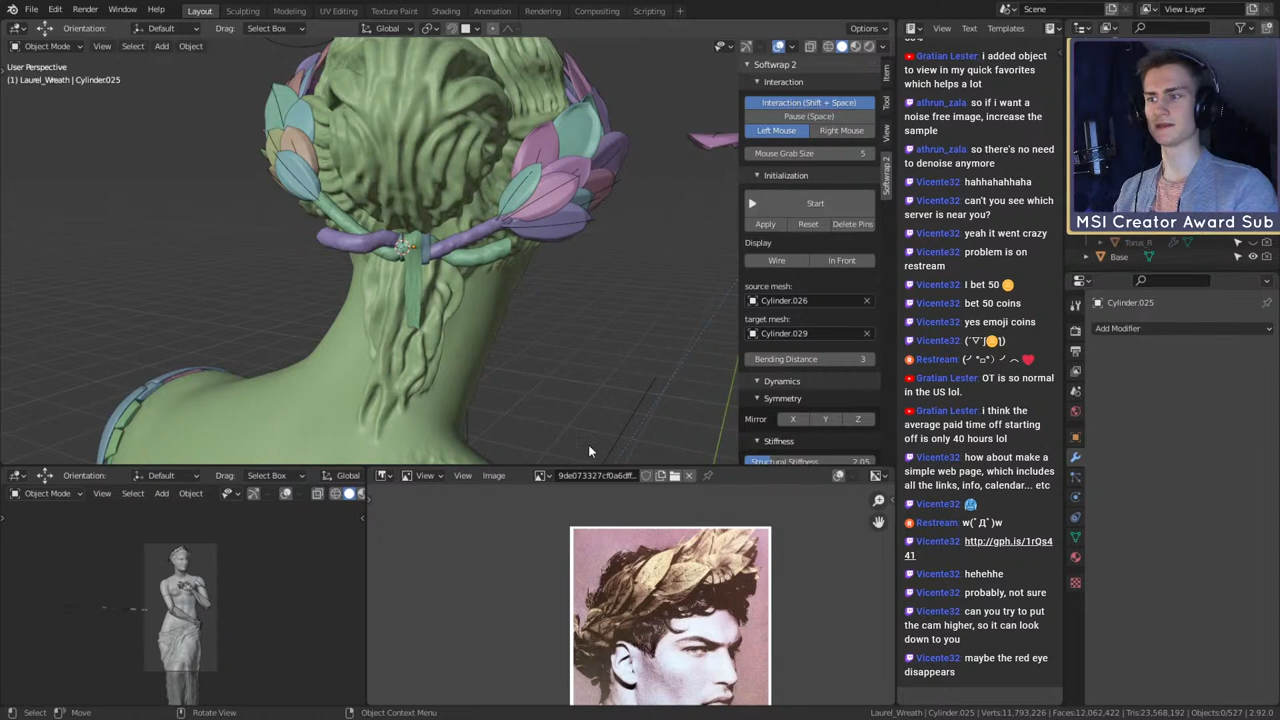 File Edit Render Window Help Layout Sculpting Modeling UV Editing Texture Paint Shading Animation Rendering Compositing Scripting + Scene View Layer
Orientation: Default Drag: Select Box Global Options
Object Mode View Select Add Object
User Perspective
(1) Laurel_Wreath | Cylinder.025
Softwrap 2
Interaction
Interaction (Shift + Space)
Pause (Space)
Left Mouse Right Mouse
Mouse Grab Size 5
Initialization
Start
Apply Reset Delete Pins
Display
Wire In Front
source mesh:
Cylinder.026
target mesh:
Cylinder.029
Bending Distance 3
Dynamics
Symmetry
Mirror X Y Z
Stiffness
Structural Stiffness 2.05
Item
Tool
View
Softwrap 2
View Text Templates
Gratian Lester: i added object
to view in my quick favorites
which helps a lot
athrun_zala: so if i want a
noise free image, increase the
sample
athrun_zala: so there's no need
to denoise anymore
Vicente32: hahhahahhaha
Vicente32: can't you see which
server is near you?
Vicente32: yeah it went crazy
Vicente32: problem is on
restream
Vicente32: I bet 50
Vicente32: bet 50 coins
Vicente32: yes emoji coins
Vicente32:
Restream:
Gratian Lester: OT is so normal
in the US lol.
Gratian Lester: i think the
average paid time off starting
off is only 40 hours lol
Vicente32: how about make a
simple web page, which includes
all the links, info, calendar... etc
Vicente32:
Restream: w(ﾟДﾟ)w
Vicente32: http://gph.is/1rQs4
41
Vicente32: hehehhe
Vicente32: probably, not sure
Vicente32: can you try to put
the cam higher, so it can look
down to you
Vicente32: maybe the red eye
disappears
MSI Creator Award Sub
Torus_R
Base
Cylinder.025
Add Modifier
Orientation: Default Drag: Select Box Global
Object Mode View Select Add Object
View View Image 9de073327cf0a6dff...
Select Move Rotate View Object Context Menu Laurel_Wreath | Cylinder.025 | Verts:11,793,226 | Faces:12,062,422 | Tris:23,568,192 | Objects:0/527 | 2.92.0